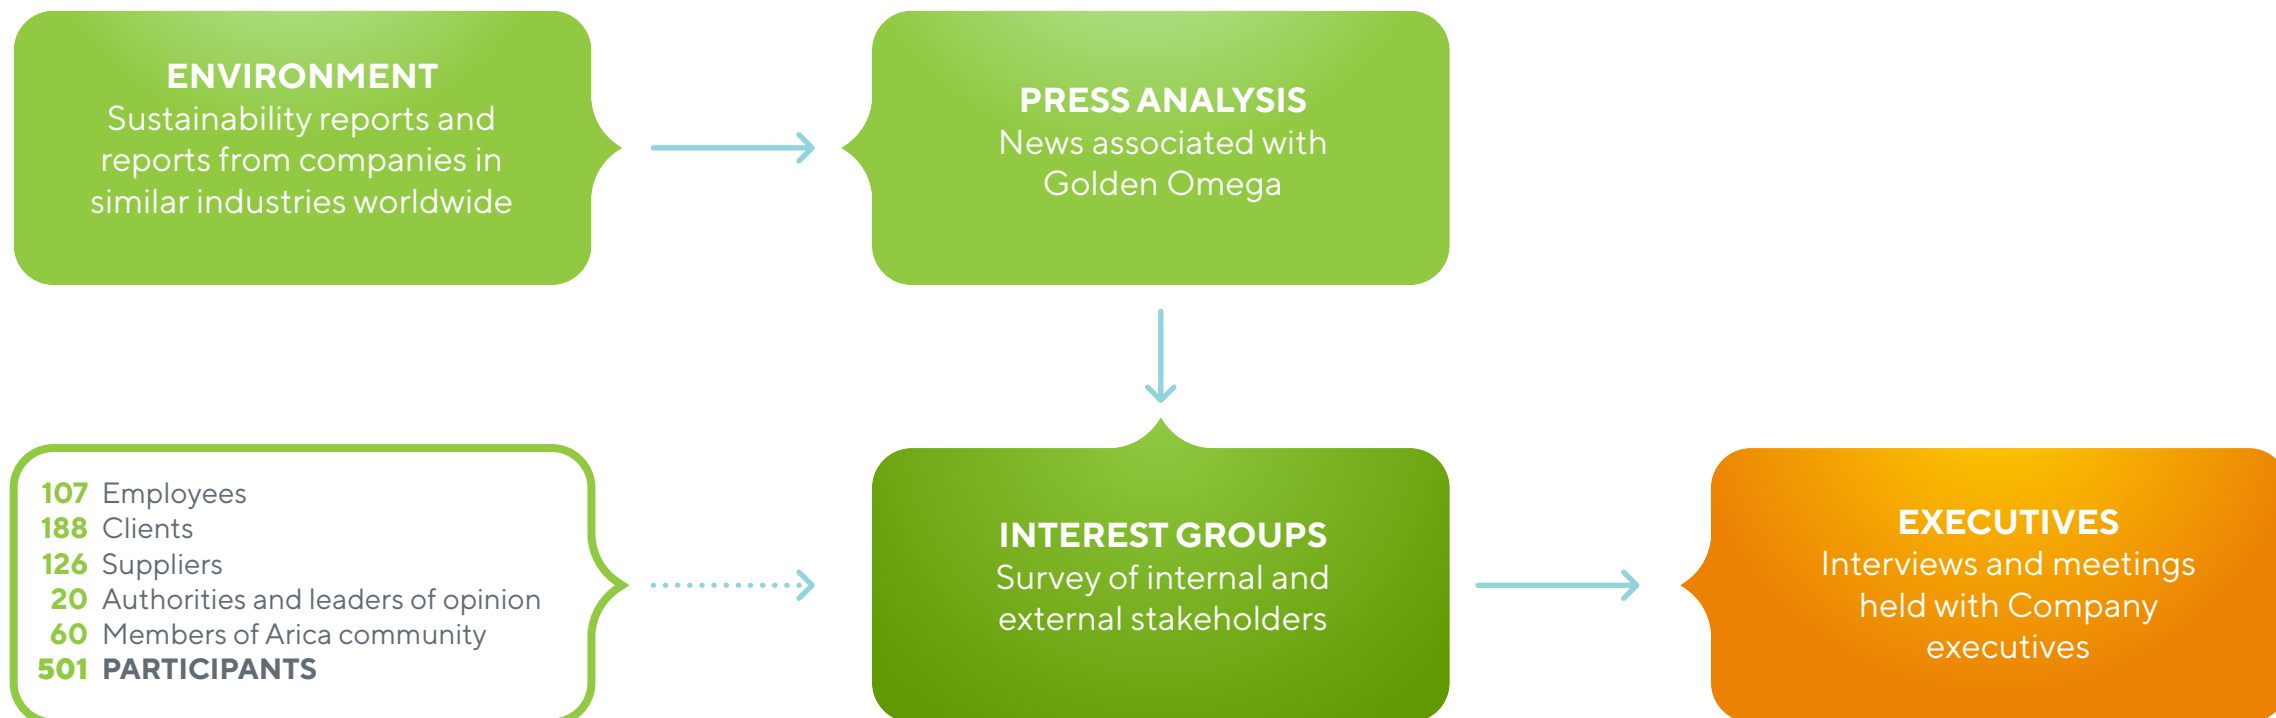 ENVIRONMENT
Sustainability reports and
reports from companies in
similar industries worldwide
PRESS ANALYSIS
News associated with
Golden Omega
107 Employees
188 Clients
126 Suppliers
20 Authorities and leaders of opinion
60 Members of Arica community
501 PARTICIPANTS
INTEREST GROUPS
Survey of internal and
external stakeholders
EXECUTIVES
Interviews and meetings
held with Company
executives